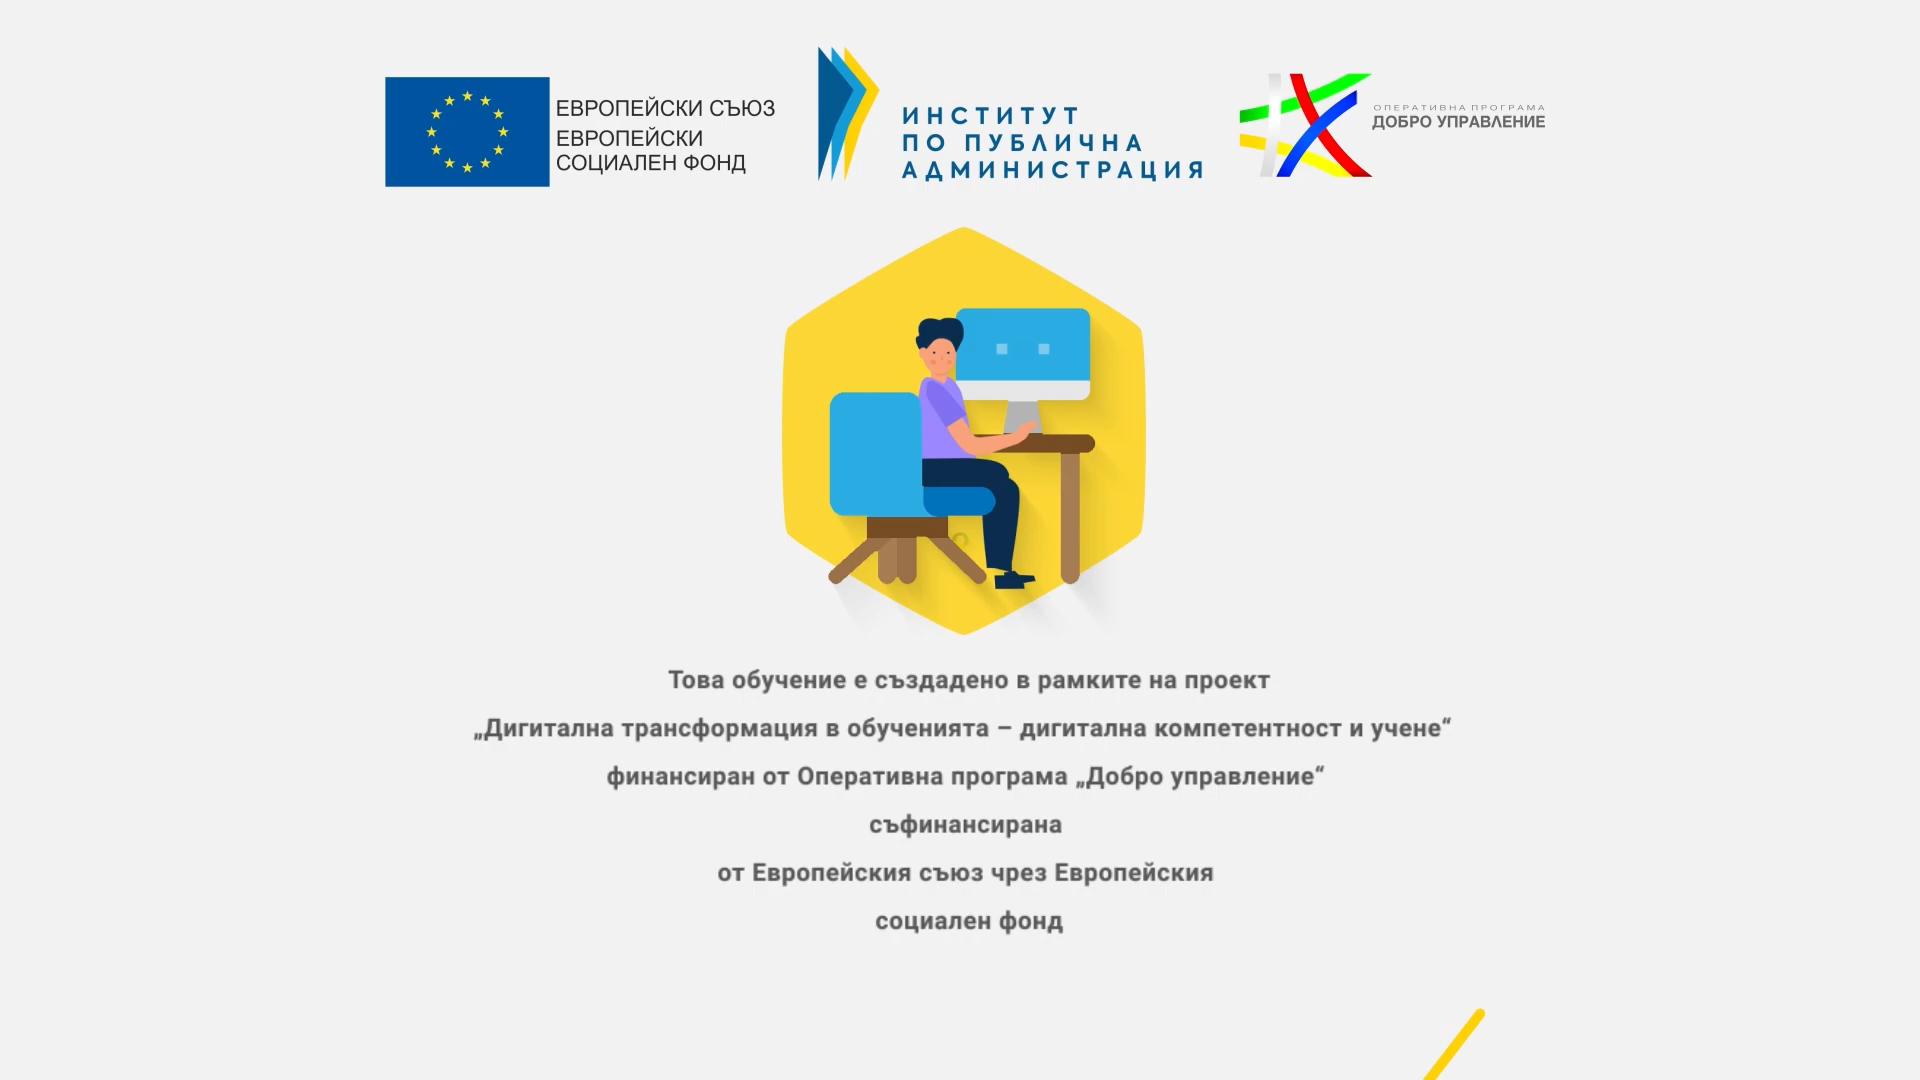 ЕВРОПЕЙСКИ СЪЮЗ
ЕВРОПЕЙСКИ
СОЦИАЛЕН ФОНД
ИНСТИТУТ
ПО ПУБЛИЧНА
АДМИНИСТРАЦИЯ
ОПЕРАТИВНА ПРОГРАМА
ДОБРО УПРАВЛЕНИЕ
Това обучение е създадено в рамките на проект
„Дигитална трансформация в обученията – дигитална компетентност и учене“
финансиран от Оперативна програма „Добро управление“
съфинансирана
от Европейския съюз чрез Европейския
социален фонд